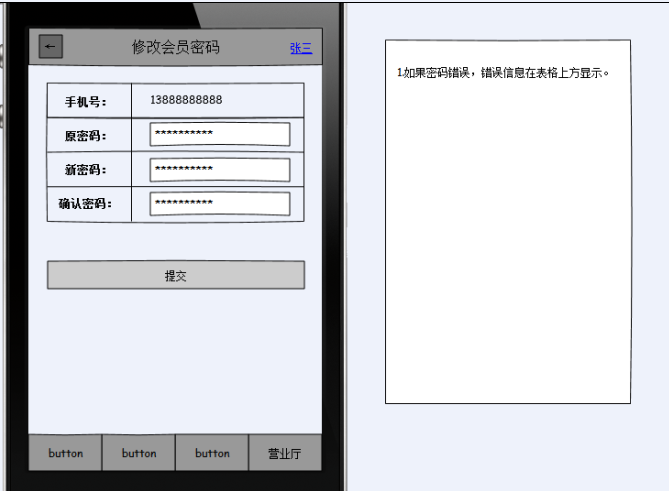 ← 修改会员密码 张三
手机号： 13888888888
原密码： **********
新密码： **********
确认密码： **********
提交
button button button 营业厅
1.如果密码错误，错误信息在表格上方显示。